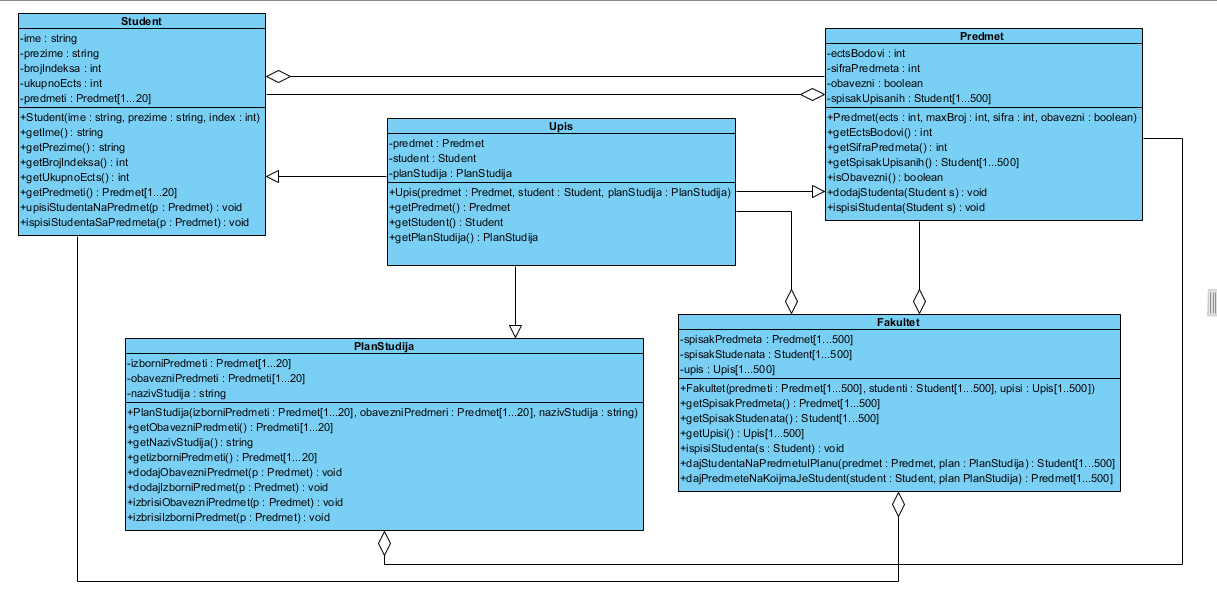 Student
-ime : string
-prezime : string
-brojIndeksa : int
-ukupnoEcts : int
-predmeti : Predmet[1...20]
+Student(ime : string, prezime : string, index : int)
+getIme() : string
+getPrezime() : string
+getBrojIndeksa() : int
+getUkupnoEcts() : int
+getPredmeti() : Predmet[1...20]
+upisiStudentaNaPredmet(p : Predmet) : void
+ispisiStudentaSaPredmeta(p : Predmet) : void
Predmet
-ectsBodovi : int
-sifraPredmeta : int
-obavezni : boolean
-spisakUpisanih : Student[1...500]
+Predmet(ects : int, maxBroj : int, sifra : int, obavezni : boolean)
+getEctsBodovi() : int
+getSifraPredmeta() : int
+getSpisakUpisanih() : Student[1...500]
+isObavezni() : boolean
+dodajStudenta(Student s) : void
+ispisiStudenta(Student s) : void
Upis
-predmet : Predmet
-student : Student
-planStudija : PlanStudija
+Upis(predmet : Predmet, student : Student, planStudija : PlanStudija)
+getPredmet() : Predmet
+getStudent() : Student
+getPlanStudija() : PlanStudija
PlanStudija
-izborniPredmeti : Predmet[1...20]
-obavezniPredmeti : Predmeti[1...20]
-nazivStudija : string
+PlanStudija(izborniPredmeti : Predmet[1...20], obavezniPredmeri : Predmet[1...20], nazivStudija : string)
+getObavezniPredmeti() : Predmeti[1...20]
+getNazivStudija() : string
+getizborniPredmeti() : Predmet[1...20]
+dodajObavezniPredmet(p : Predmet) : void
+dodajIzborniPredmet(p : Predmet) : void
+izbrisiObavezniPredmet(p : Predmet) : void
+izbrisiIzborniPredmet(p : Predmet) : void
Fakultet
-spisakPredmeta : Predmet[1...500]
-spisakStudenata : Student[1...500]
-upis : Upis[1...500]
+Fakultet(predmeti : Predmet[1...500], studenti : Student[1...500], upisi : Upis[1..500])
+getSpisakPredmeta() : Predmet[1...500]
+getSpisakStudenata() : Student[1...500]
+getUpisi() : Upis[1...500]
+ispisiStudenta(s : Student) : void
+dajStudentaNaPredmetuIPlanu(predmet : Predmet, plan : PlanStudija) : Student[1...500]
+dajPredmeteNaKoijmaJeStudent(student : Student, plan PlanStudija) : Predmet[1...500]